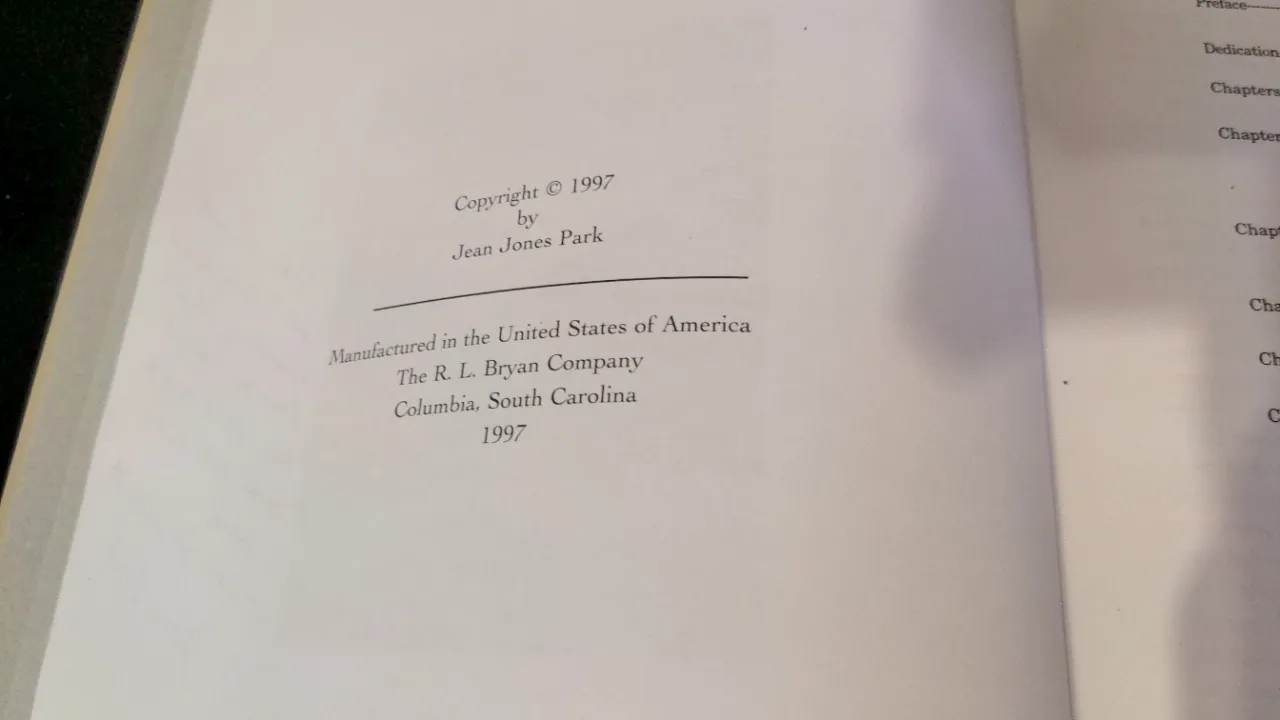 Copyright © 1997
by
Jean Jones Park
Manufactured in the United States of America
The R. L. Bryan Company
Columbia, South Carolina
1997
Preface
Dedication
Chapters
Chapter